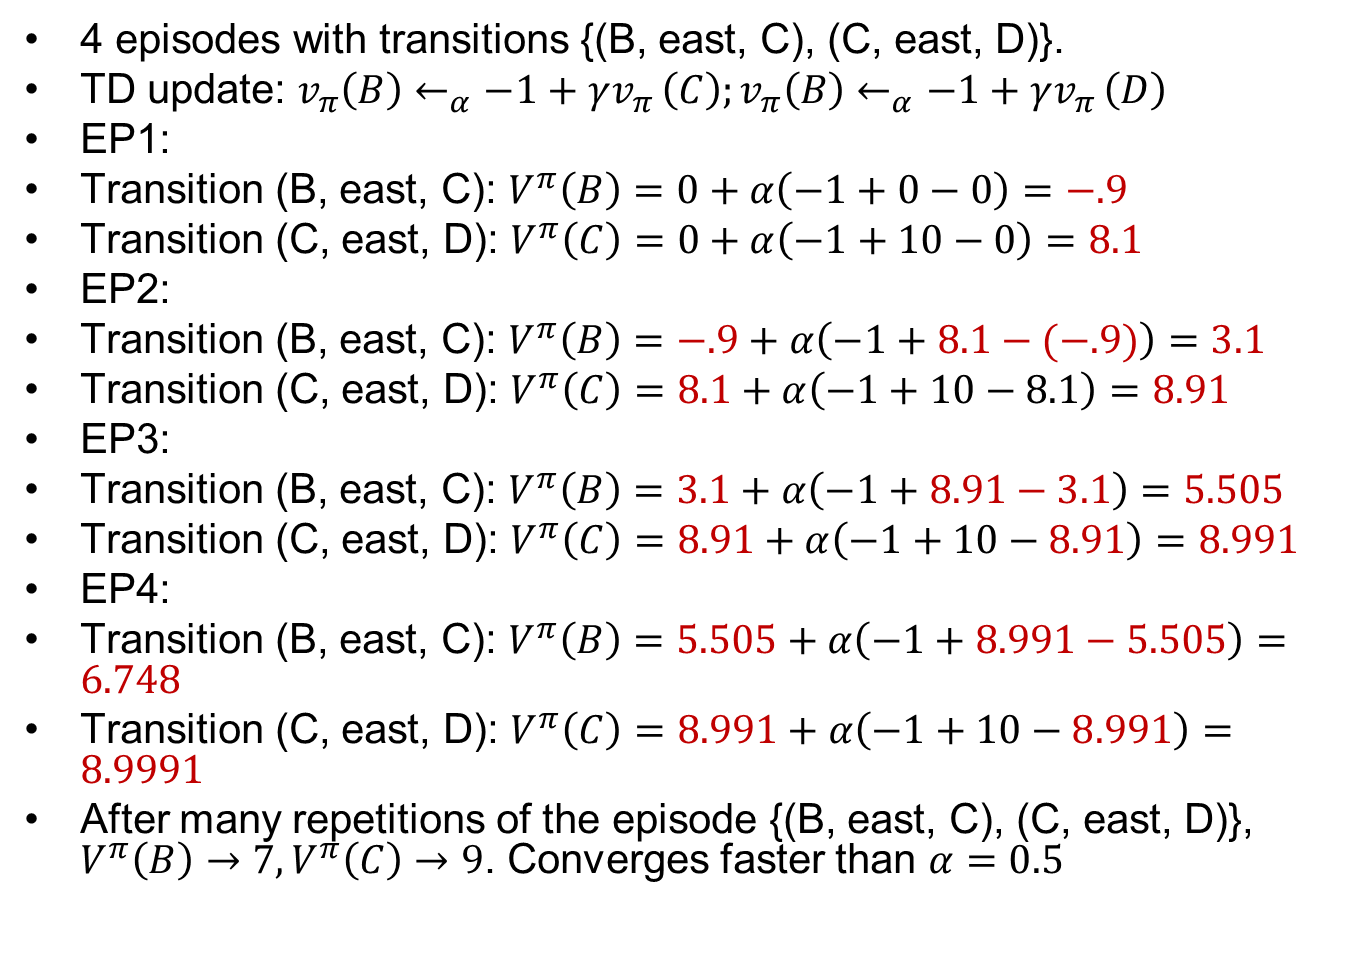 • 4 episodes with transitions {(B, east, C), (C, east, D)}.
• TD update: 𝑣_𝜋(𝐵) ←_𝛼 −1 + 𝛾𝑣_𝜋 (𝐶); 𝑣_𝜋(𝐵) ←_𝛼 −1 + 𝛾𝑣_𝜋 (𝐷)
• EP1:
• Transition (B, east, C): 𝑉^𝜋(𝐵) = 0 + 𝛼(−1 + 0 − 0) = −.9
• Transition (C, east, D): 𝑉^𝜋(𝐶) = 0 + 𝛼(−1 + 10 − 0) = 8.1
• EP2:
• Transition (B, east, C): 𝑉^𝜋(𝐵) = −.9 + 𝛼(−1 + 8.1 − (−.9)) = 3.1
• Transition (C, east, D): 𝑉^𝜋(𝐶) = 8.1 + 𝛼(−1 + 10 − 8.1) = 8.91
• EP3:
• Transition (B, east, C): 𝑉^𝜋(𝐵) = 3.1 + 𝛼(−1 + 8.91 − 3.1) = 5.505
• Transition (C, east, D): 𝑉^𝜋(𝐶) = 8.91 + 𝛼(−1 + 10 − 8.91) = 8.991
• EP4:
• Transition (B, east, C): 𝑉^𝜋(𝐵) = 5.505 + 𝛼(−1 + 8.991 − 5.505) =
6.748
• Transition (C, east, D): 𝑉^𝜋(𝐶) = 8.991 + 𝛼(−1 + 10 − 8.991) =
8.9991
• After many repetitions of the episode {(B, east, C), (C, east, D)},
𝑉^𝜋(𝐵) → 7, 𝑉^𝜋(𝐶) → 9. Converges faster than 𝛼 = 0.5